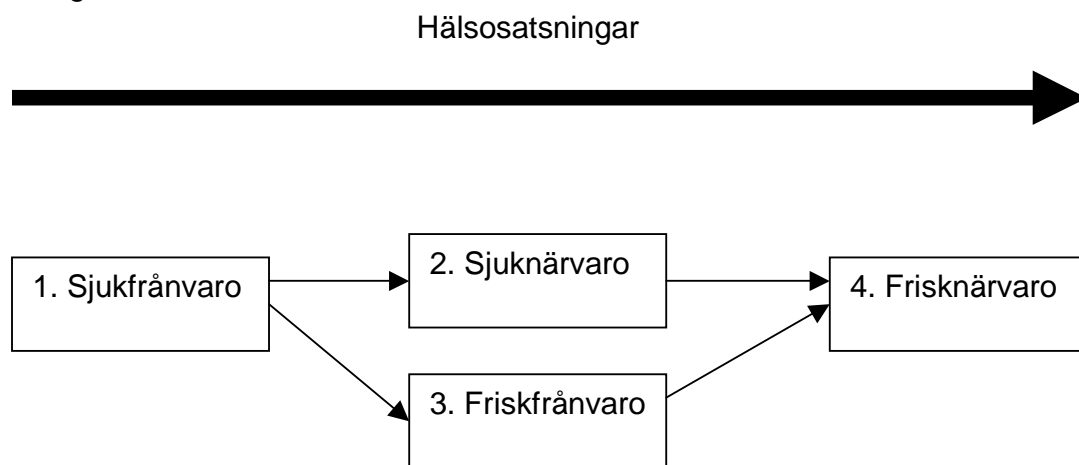 Hälsosatsningar
2. Sjuknärvaro
1. Sjukfrånvaro
4. Frisknärvaro
3. Friskfrånvaro